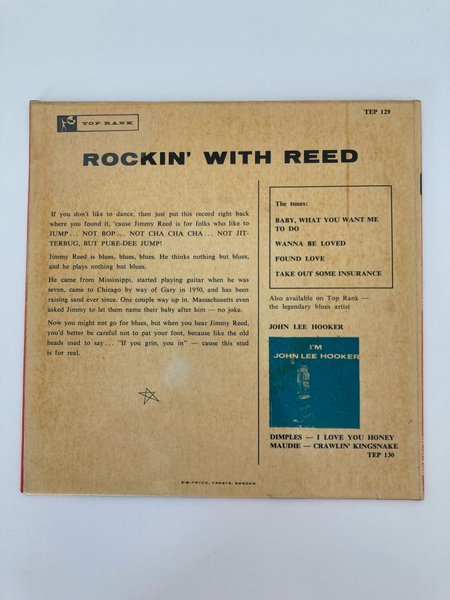 TOP RANK
TEP 129
ROCKIN' WITH REED
If you don't like to dance, then just put this record right back
where you found it, 'cause Jimmy Reed is for folks who like to
JUMP... NOT BOP... NOT CHA CHA CHA... NOT JIT-
TERBUG, BUT PURE-DEE JUMP!
Jimmy Reed is blues, blues, blues. He thinks nothing but blues,
and he plays nothing but blues.
He came from Mississippi, started playing guitar when he was
seven, came to Chicago by way of Gary in 1950, and has been
raising sand ever since. One couple way up in. Massachusetts even
asked Jimmy to let them name their baby after him — no joke.
Now you might not go for blues, but when you hear Jimmy Reed,
you'd better be careful not to pat your foot, because like the old
heads used to say... "If you grin, you in" — cause this stud
is for real.
The tunes:
BABY, WHAT YOU WANT ME
TO DO
WANNA BE LOVED
FOUND LOVE
TAKE OUT SOME INSURANCE
Also available on Top Rank —
the legendary blues artist
JOHN LEE HOOKER
I'M
JOHN LEE HOOKER
DIMPLES — I LOVE YOU HONEY
MAUDIE — CRAWLIN' KINGSNAKE
TEP 130
SIBITRYCK, FARSTA, SWEDEN.